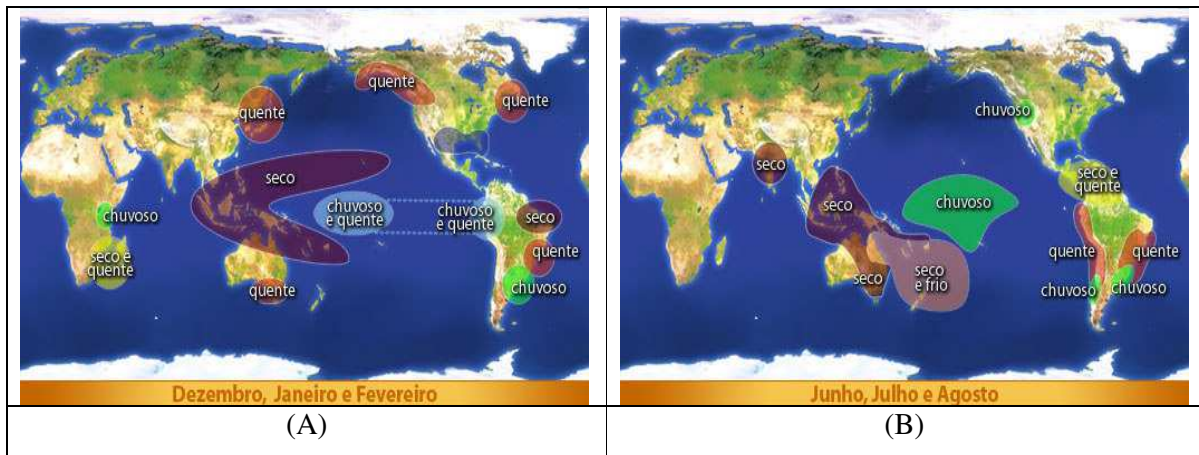 quente
quente
quente
seco
chuvoso
e quente
chuvoso
e quente
chuvoso
seco
seco e
quente
quente
quente
chuvoso
Dezembro, Janeiro e Fevereiro
(A)
chuvoso
seco
seco e
quente
seco
chuvoso
quente
quente
seco
seco
e frio
chuvoso
chuvoso
Junho, Julho e Agosto
(B)